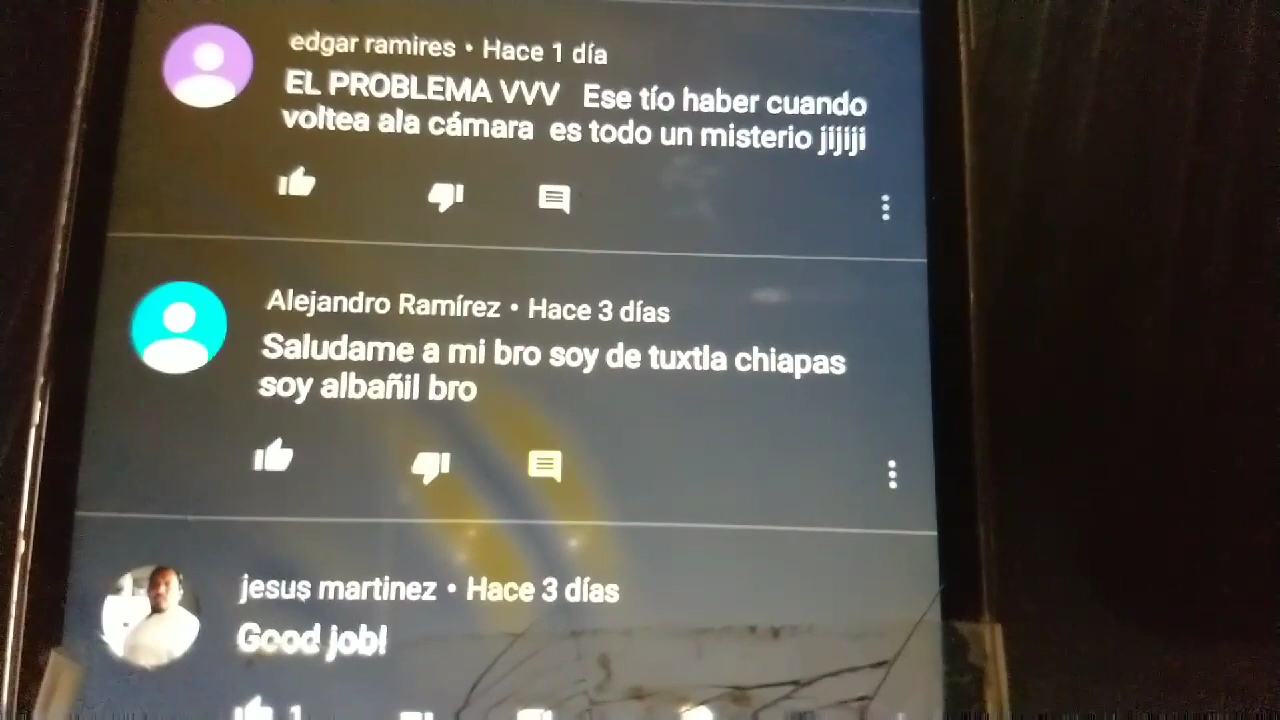 edgar ramires • Hace 1 día
EL PROBLEMA VVV Ese tío haber cuando
voltea ala cámara es todo un misterio jijiji
Alejandro Ramírez • Hace 3 días
Saludame a mi bro soy de tuxtla chiapas
soy albañil bro
jesus martinez • Hace 3 días
Good job!
1